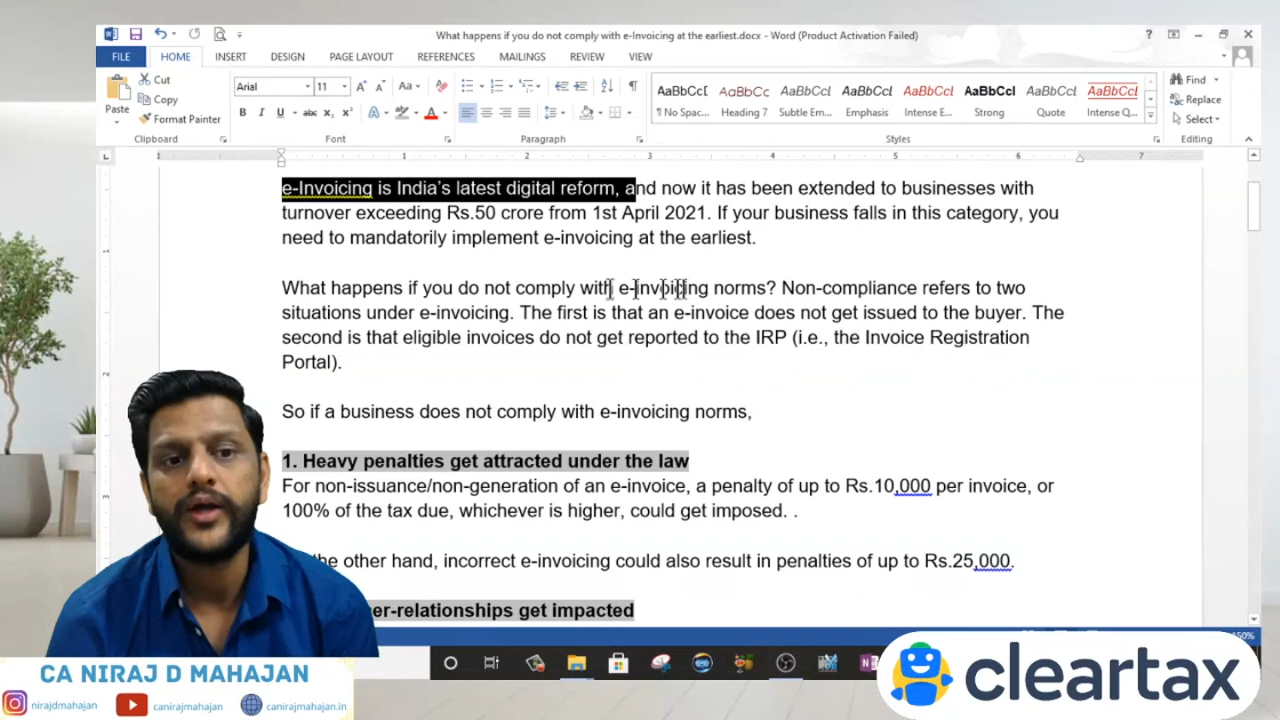 What happens if you do not comply with e-Invoicing at the earliest.docx - Word (Product Activation Failed)
FILE HOME INSERT DESIGN PAGE LAYOUT REFERENCES MAILINGS REVIEW VIEW
Paste
Cut
Copy
Format Painter
Clipboard
Arial 11
Font
Paragraph
AaBbCcI AaBbCc AaBbCcI AaBbCcI AaBbCcI AaBbCcI AaBbCcI AaBbCcI
¶ No Spac... Heading 7 Subtle Em... Emphasis Intense E... Strong Quote Intense Q...
Styles
Find
Replace
Select
Editing
1 1 2 3 4 5 6 7
e-Invoicing is India’s latest digital reform, and now it has been extended to businesses with
turnover exceeding Rs.50 crore from 1st April 2021. If your business falls in this category, you
need to mandatorily implement e-invoicing at the earliest.
What happens if you do not comply with e-invoicing norms? Non-compliance refers to two
situations under e-invoicing. The first is that an e-invoice does not get issued to the buyer. The
second is that eligible invoices do not get reported to the IRP (i.e., the Invoice Registration
Portal).
So if a business does not comply with e-invoicing norms,
1. Heavy penalties get attracted under the law
For non-issuance/non-generation of an e-invoice, a penalty of up to Rs.10,000 per invoice, or
100% of the tax due, whichever is higher, could get imposed. .
the other hand, incorrect e-invoicing could also result in penalties of up to Rs.25,000.
er-relationships get impacted
150%
CA NIRAJ D MAHAJAN
nirajdmahajan canirajmahajan canirajmahajan.in
cleartax